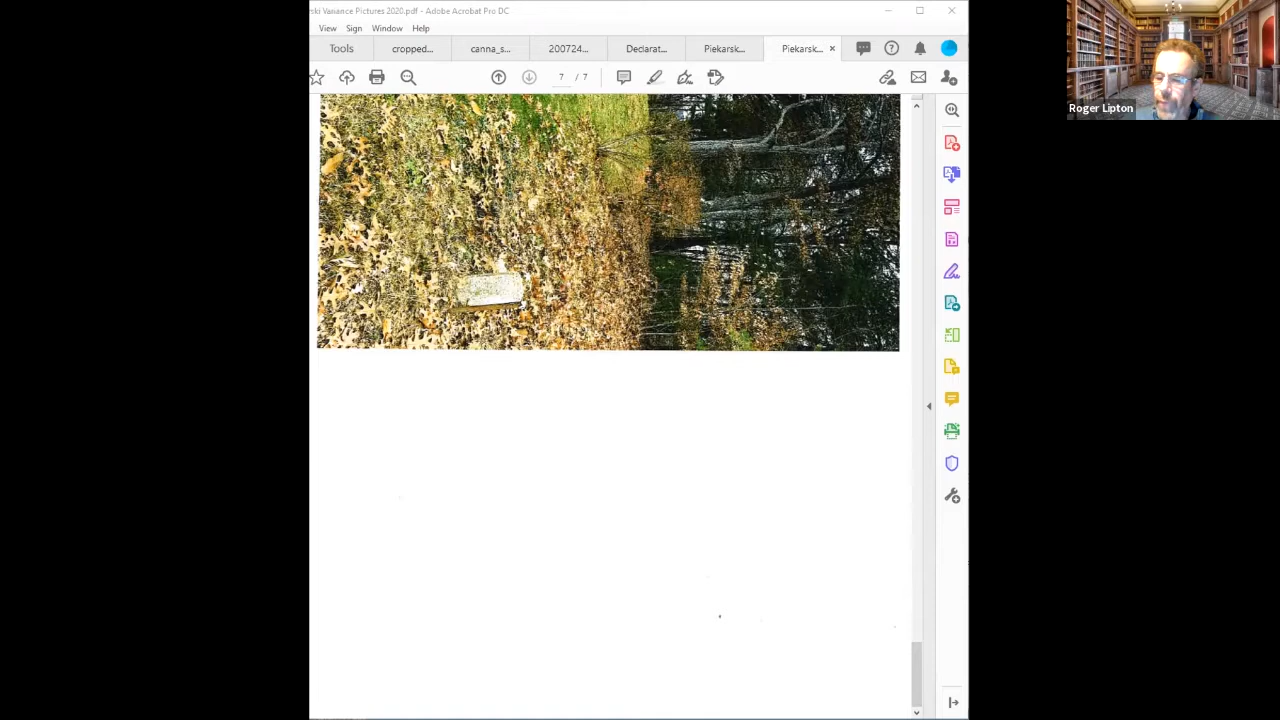 ski Variance Pictures 2020.pdf - Adobe Acrobat Pro DC
View Sign Window Help
Tools cropped... canna_s... 200724... Declarat... Piekarsk... Piekarsk... ×
7 / 7
Roger Lipton